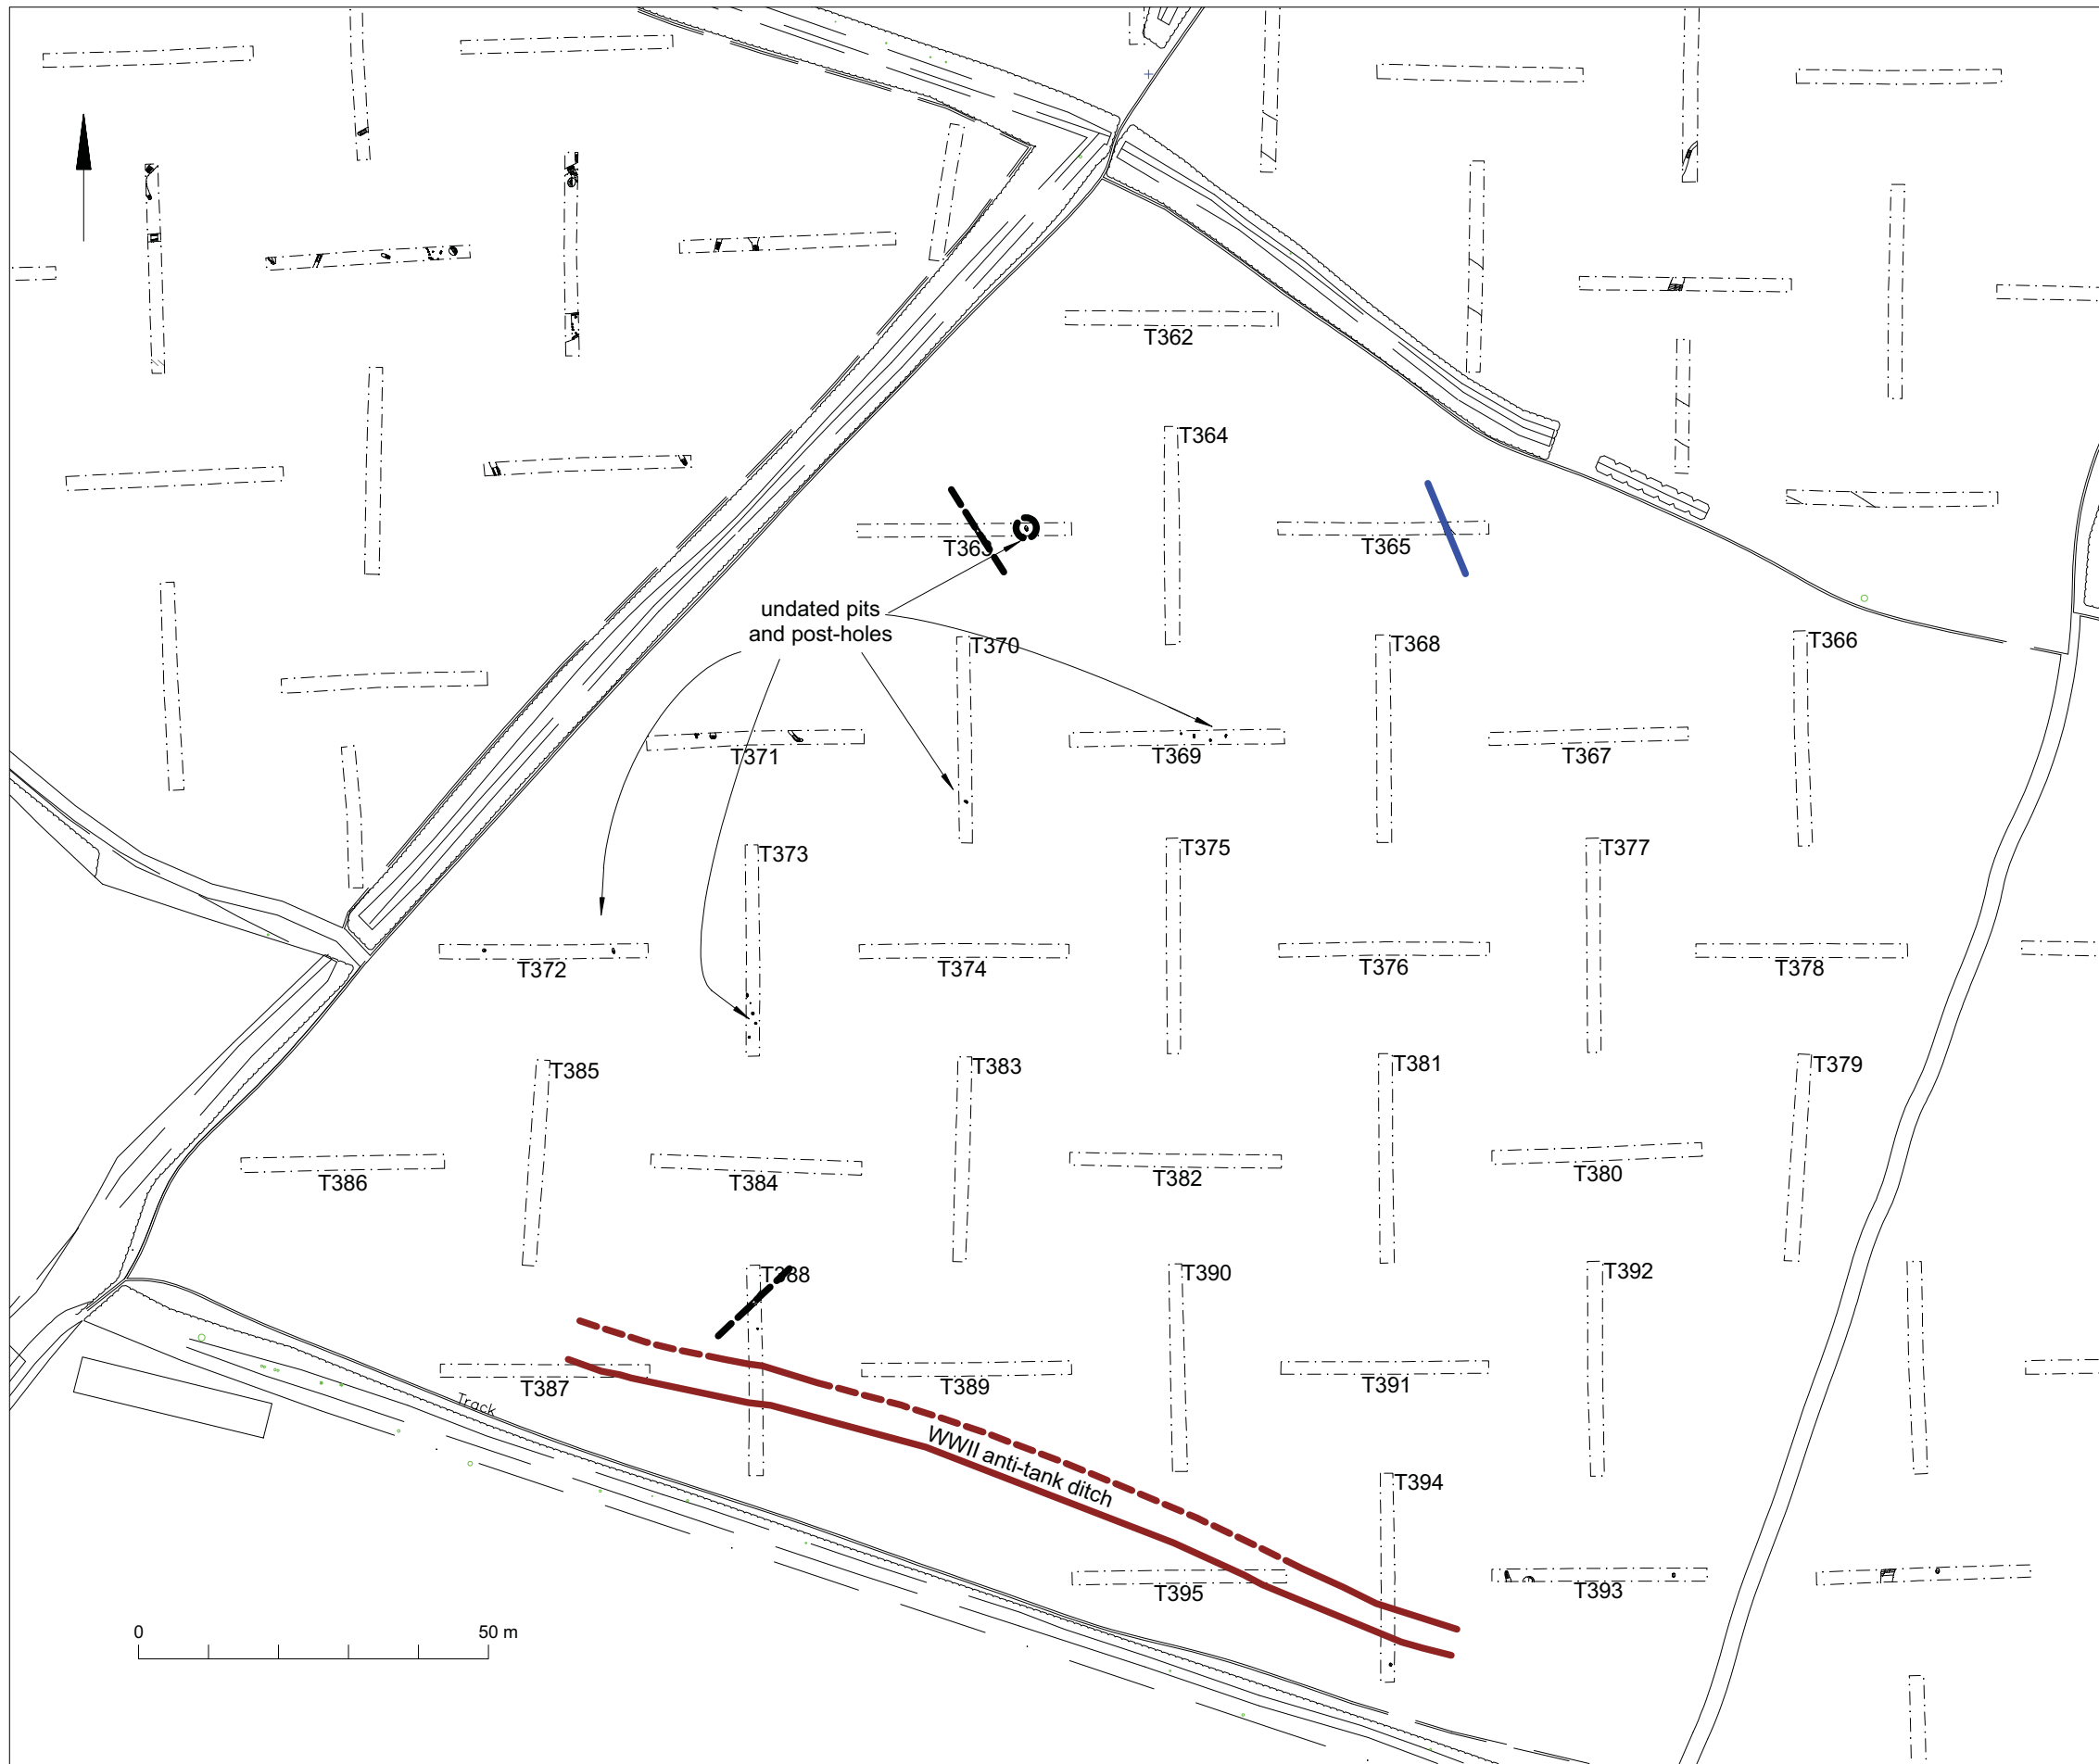 T362
T364
T363
T365
undated pits
and post-holes
T370
T368
T366
T371
T369
T367
T373
T375
T377
T372
T374
T376
T378
T385
T383
T381
T379
T386
T384
T382
T380
T388
T390
T392
T387
T389
T391
Track
WWII anti-tank ditch
T394
T395
T393
0 50 m